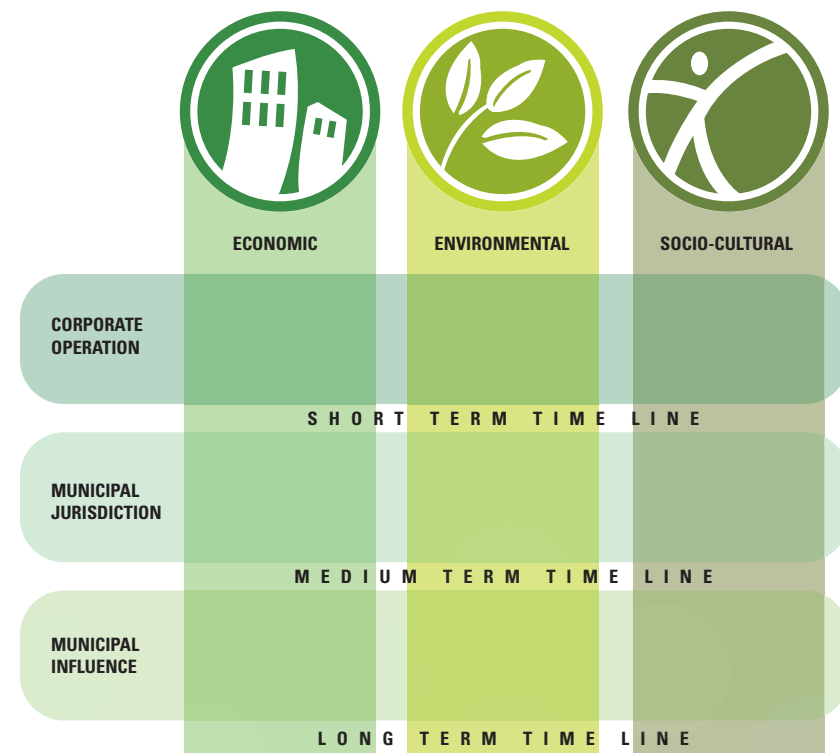 ECONOMIC
ENVIRONMENTAL
SOCIO-CULTURAL
CORPORATE
OPERATION
SHORT TERM TIME LINE
MUNICIPAL
JURISDICTION
MEDIUM TERM TIME LINE
MUNICIPAL
INFLUENCE
LONG TERM TIME LINE